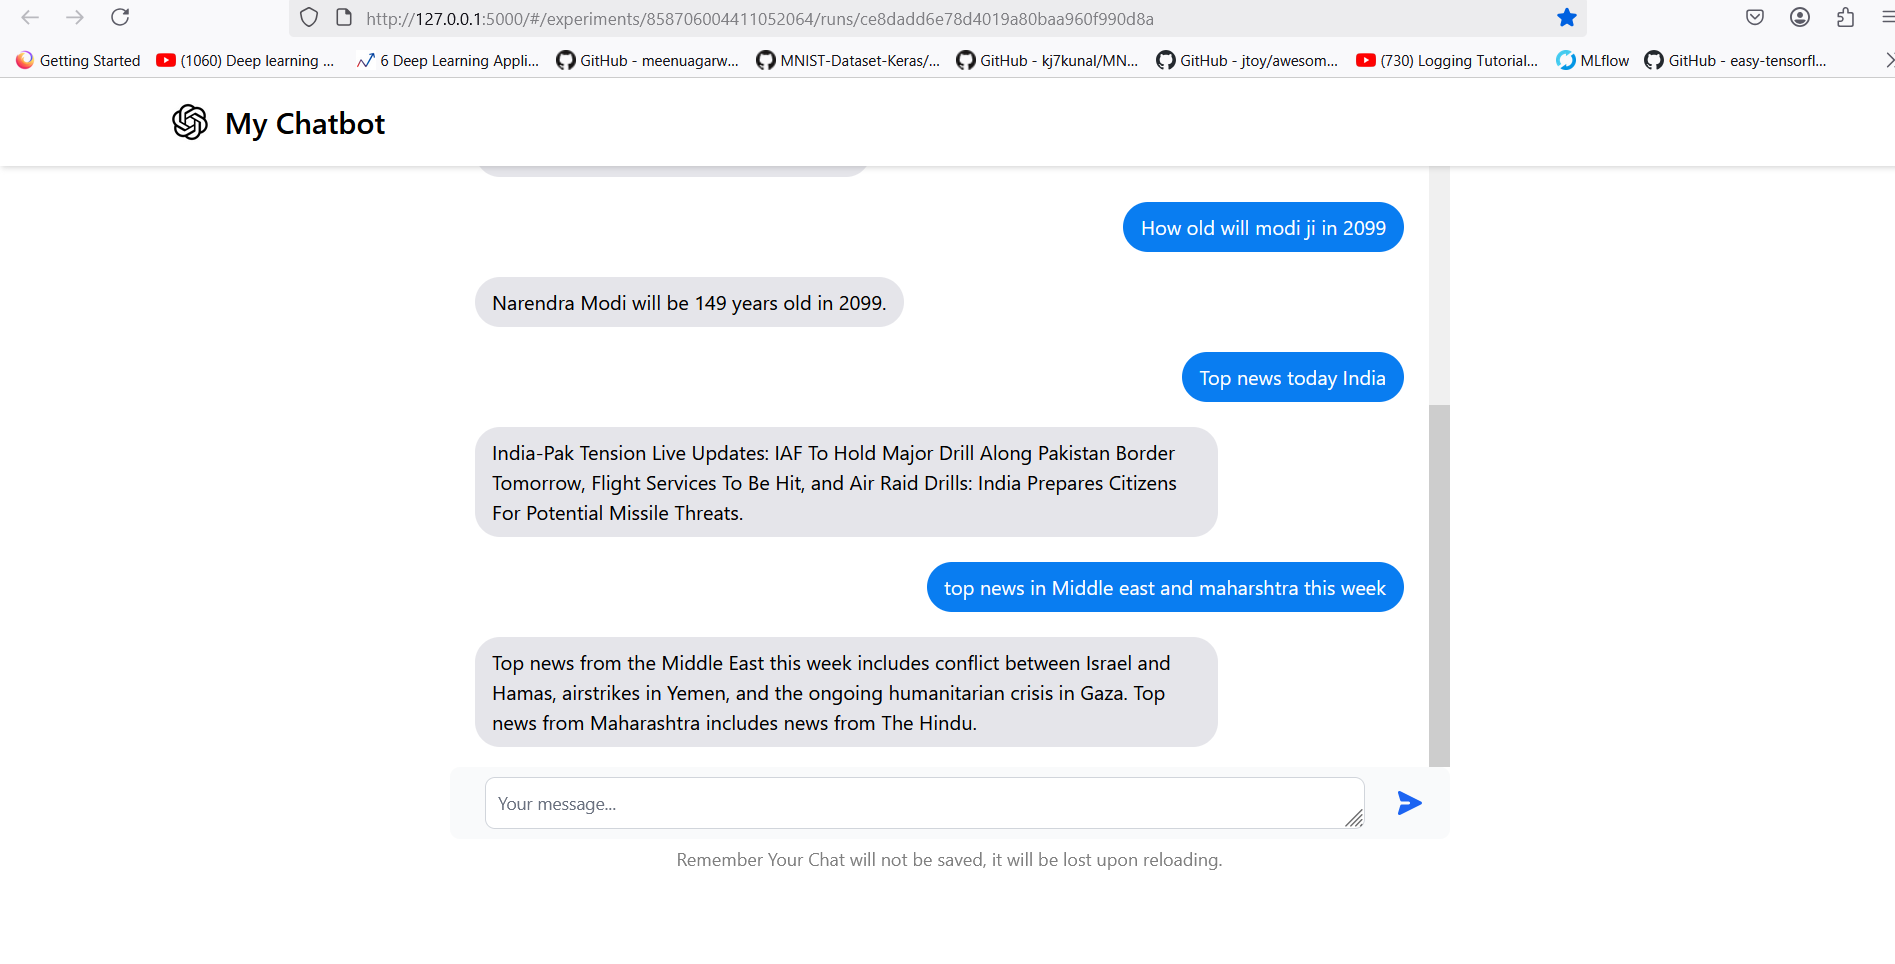 http://127.0.0.1:5000/#/experiments/858706004411052064/runs/ce8dadd6e78d4019a80baa960f990d8a
Getting Started (1060) Deep learning ... 6 Deep Learning Appli... GitHub - meenuagarw... MNIST-Dataset-Keras/... GitHub - kj7kunal/MN... GitHub - jtoy/awesom... (730) Logging Tutorial... MLflow GitHub - easy-tensorfl...
My Chatbot
How old will modi ji in 2099
Narendra Modi will be 149 years old in 2099.
Top news today India
India-Pak Tension Live Updates: IAF To Hold Major Drill Along Pakistan Border
Tomorrow, Flight Services To Be Hit, and Air Raid Drills: India Prepares Citizens
For Potential Missile Threats.
top news in Middle east and maharshtra this week
Top news from the Middle East this week includes conflict between Israel and
Hamas, airstrikes in Yemen, and the ongoing humanitarian crisis in Gaza. Top
news from Maharashtra includes news from The Hindu.
Your message...
Remember Your Chat will not be saved, it will be lost upon reloading.